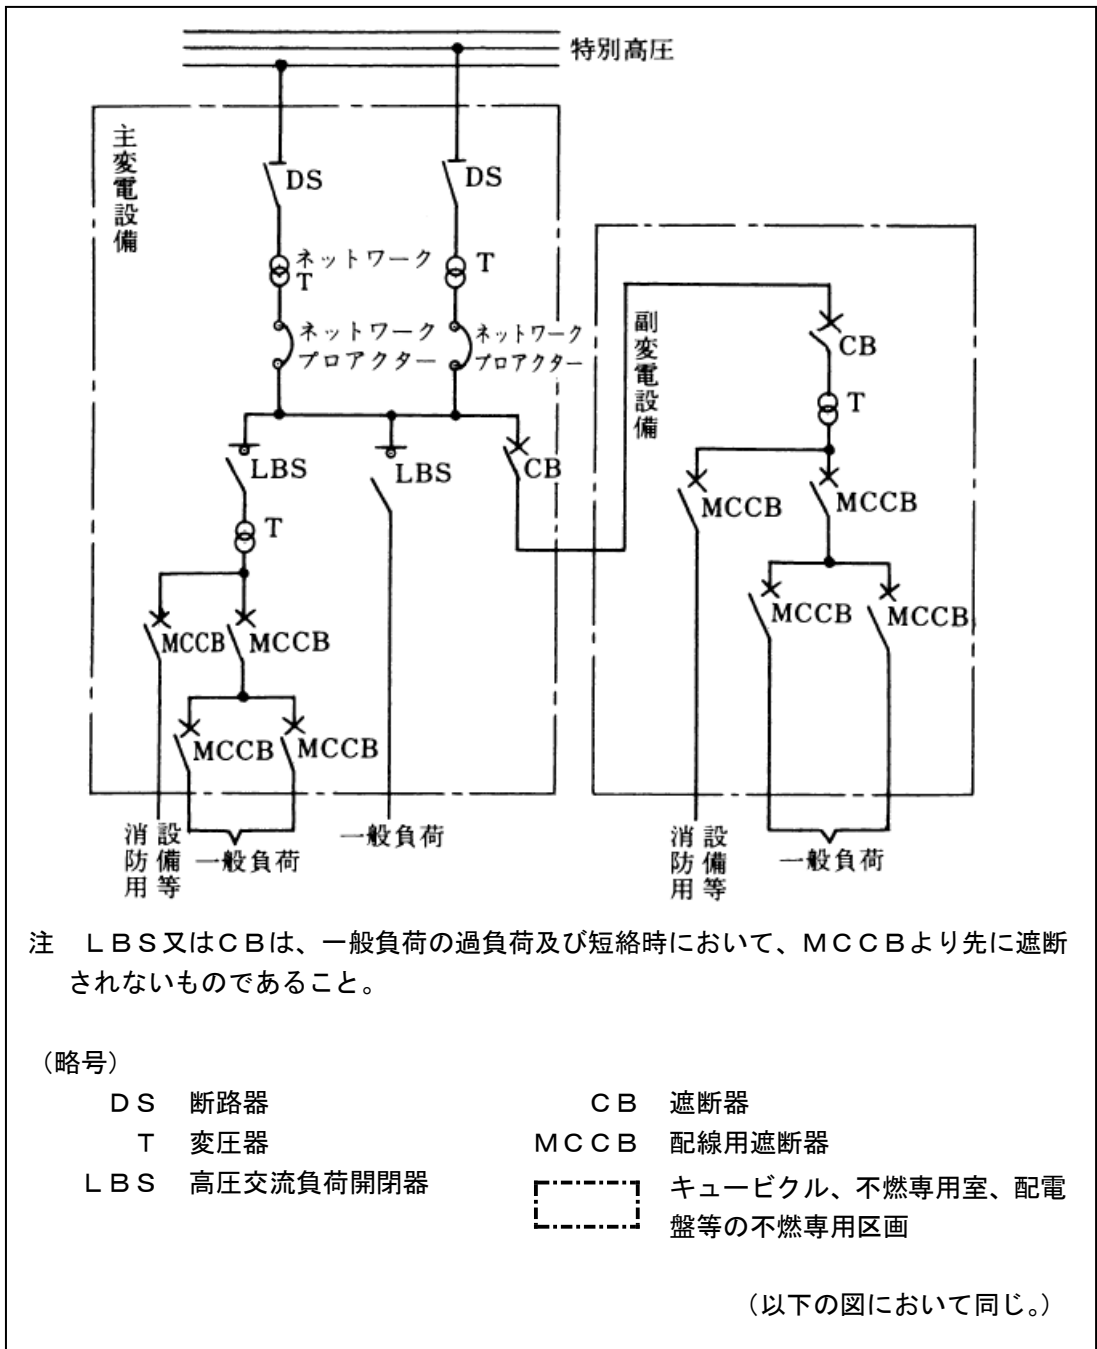 特別高圧
主変電設備
DS
DS
ネットワーク
T
T
ネットワーク
プロアクター
ネットワーク
プロアクター
副変電設備
CB
T
LBS
LBS
CB
MCCB
MCCB
T
MCCB
MCCB
MCCB
MCCB
MCCB
MCCB
消防用
設備等
一般負荷
一般負荷
消防用
設備等
一般負荷
注　ＬＢＳ又はＣＢは、一般負荷の過負荷及び短絡時において、ＭＣＣＢより先に遮断
されないものであること。
（略号）
ＤＳ　断路器
ＣＢ　遮断器
Ｔ　変圧器
ＭＣＣＢ　配線用遮断器
ＬＢＳ　高圧交流負荷開閉器
キュービクル、不燃専用室、配電
盤等の不燃専用区画
（以下の図において同じ。）